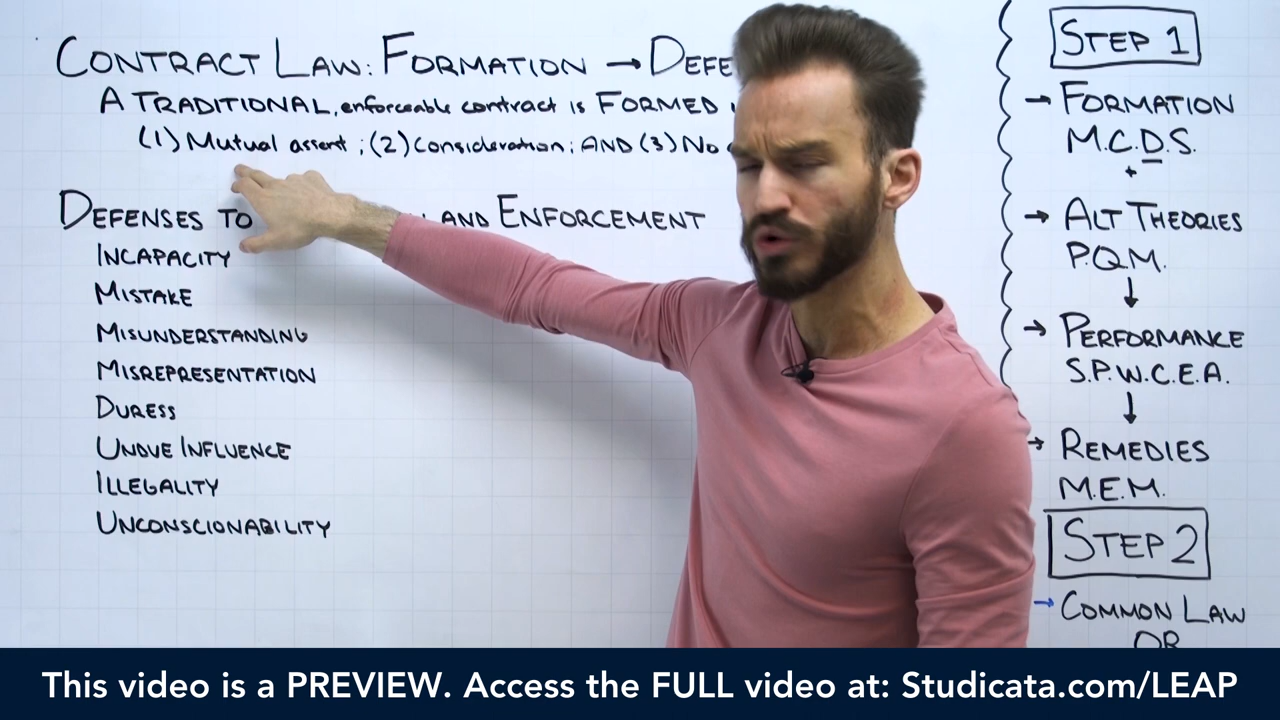 CONTRACT LAW: FORMATION → DEFE
A TRADITIONAL, enforceable contract is FORMED
(1) Mutual assent ; (2) Consideration; AND (3) No
DEFENSES TO AND ENFORCEMENT
INCAPACITY
MISTAKE
MISUNDERSTANDING
MISREPRESENTATION
DURESS
UNDUE INFLUENCE
ILLEGALITY
UNCONSCIONABILITY
STEP 1
→ FORMATION
M.C.D.S.
+
→ ALT THEORIES
P.Q.M.
↓
→ PERFORMANCE
S.P.W.C.E.A.
↓
→ REMEDIES
M.E.M.
STEP 2
→ COMMON LAW
OR
This video is a PREVIEW. Access the FULL video at: Studicata.com/LEAP